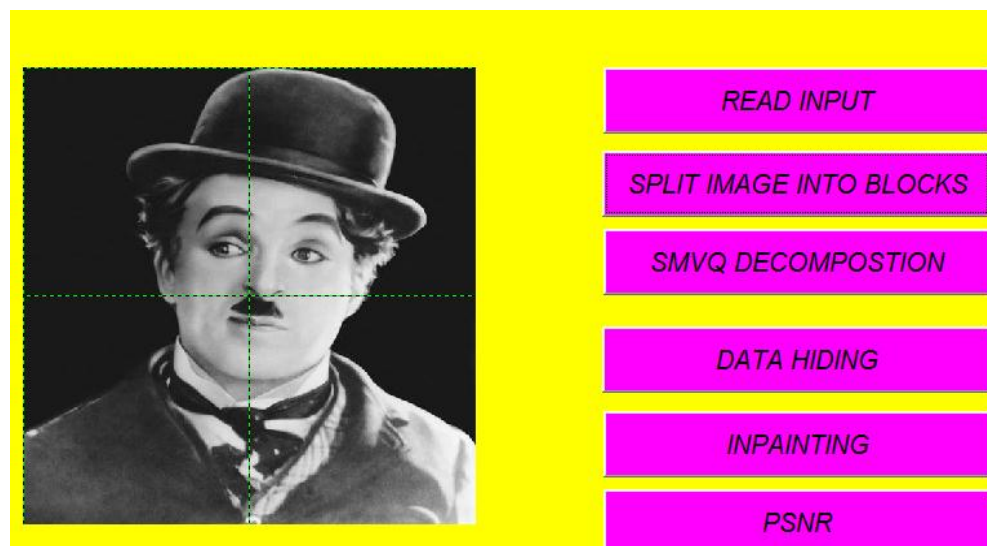 READ INPUT
SPLIT IMAGE INTO BLOCKS
SMVQ DECOMPOSTION
DATA HIDING
INPAINTING
PSNR